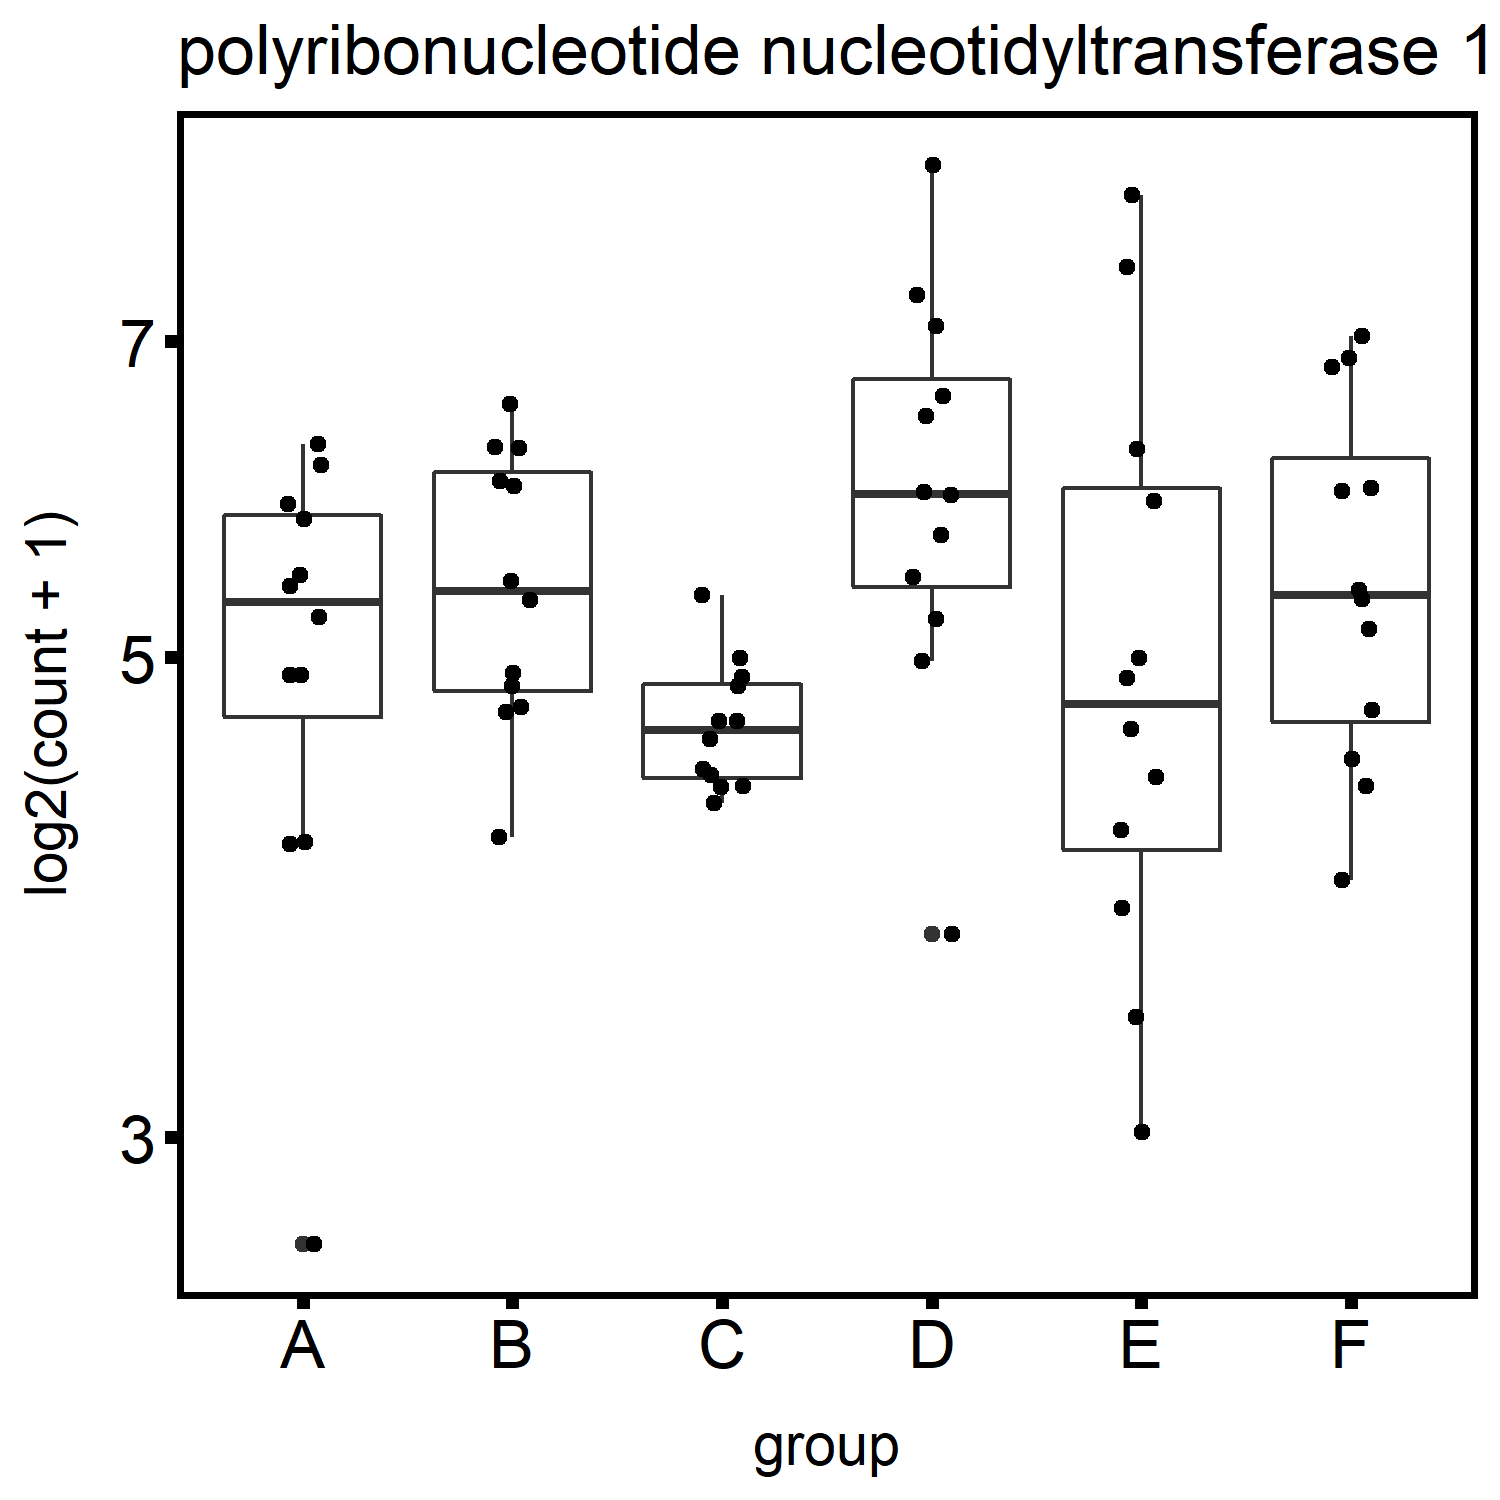 polyribonucleotide nucleotidyltransferase 1
log2(count + 1)
7
5
3
A B C D E F
group